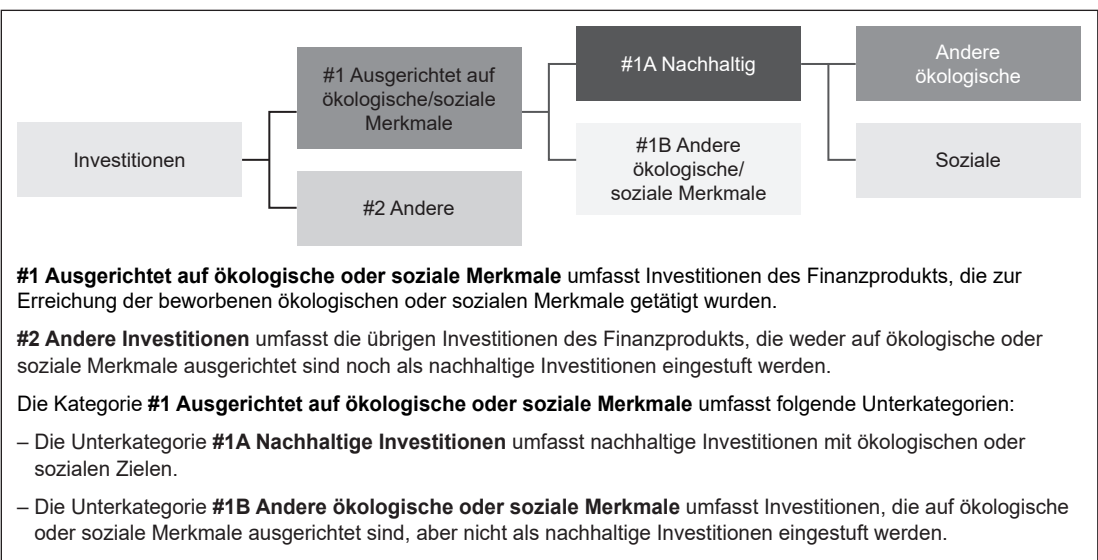 Investitionen
#1 Ausgerichtet auf
ökologische/soziale
Merkmale
#2 Andere
#1A Nachhaltig
#1B Andere
ökologische/
soziale Merkmale
Andere
ökologische
Soziale
#1 Ausgerichtet auf ökologische oder soziale Merkmale umfasst Investitionen des Finanzprodukts, die zur
Erreichung der beworbenen ökologischen oder sozialen Merkmale getätigt wurden.
#2 Andere Investitionen umfasst die übrigen Investitionen des Finanzprodukts, die weder auf ökologische oder
soziale Merkmale ausgerichtet sind noch als nachhaltige Investitionen eingestuft werden.
Die Kategorie #1 Ausgerichtet auf ökologische oder soziale Merkmale umfasst folgende Unterkategorien:
– Die Unterkategorie #1A Nachhaltige Investitionen umfasst nachhaltige Investitionen mit ökologischen oder
sozialen Zielen.
– Die Unterkategorie #1B Andere ökologische oder soziale Merkmale umfasst Investitionen, die auf ökologische
oder soziale Merkmale ausgerichtet sind, aber nicht als nachhaltige Investitionen eingestuft werden.